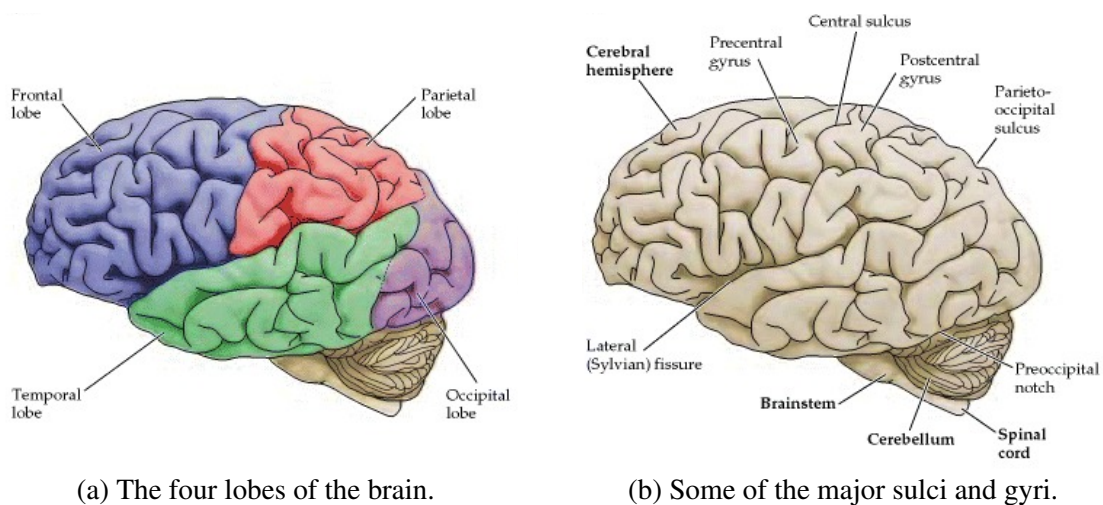 Frontal
lobe
Parietal
lobe
Temporal
lobe
Occipital
lobe
(a) The four lobes of the brain.
Central sulcus
Cerebral
hemisphere
Precentral
gyrus
Postcentral
gyrus
Parieto-
occipital
sulcus
Lateral
(Sylvian) fissure
Preoccipital
notch
Brainstem
Cerebellum
Spinal
cord
(b) Some of the major sulci and gyri.